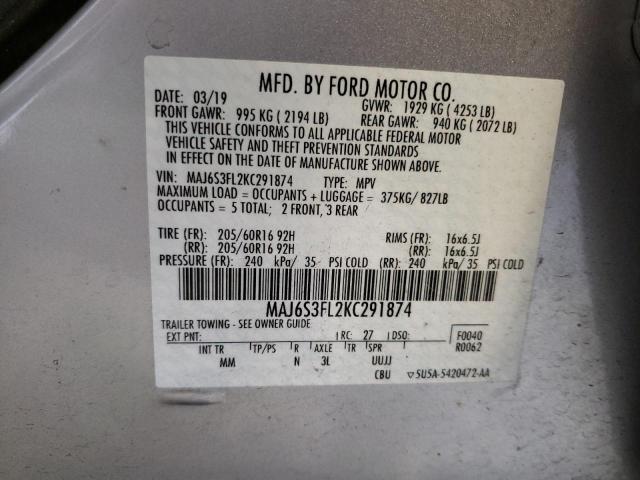 MFD. BY FORD MOTOR CO.
DATE: 03/19 GVWR: 1929 KG ( 4253 LB)
FRONT GAWR: 995 KG ( 2194 LB) REAR GAWR: 940 KG ( 2072 LB)
THIS VEHICLE CONFORMS TO ALL APPLICABLE FEDERAL MOTOR
VEHICLE SAFETY AND THEFT PREVENTION STANDARDS
IN EFFECT ON THE DATE OF MANUFACTURE SHOWN ABOVE.
VIN: MAJ6S3FL2KC291874 TYPE: MPV
MAXIMUM LOAD = OCCUPANTS + LUGGAGE = 375KG/ 827LB
OCCUPANTS = 5 TOTAL; 2 FRONT, 3 REAR
TIRE (FR): 205/60R16 92H RIMS (FR): 16x6.5J
(RR): 205/60R16 92H (RR): 16x6.5J
PRESSURE (FR): 240 kPa/ 35 PSI COLD (RR): 240 kPa/ 35 PSI COLD
MAJ6S3FL2KC291874
TRAILER TOWING - SEE OWNER GUIDE
EXT PNT: RC: 27 DSO: F0040
R0062
INT TR TP/PS R AXLE TR SPR
MM N 3L UUJJ
CBU ▽5U5A-5420472-AA